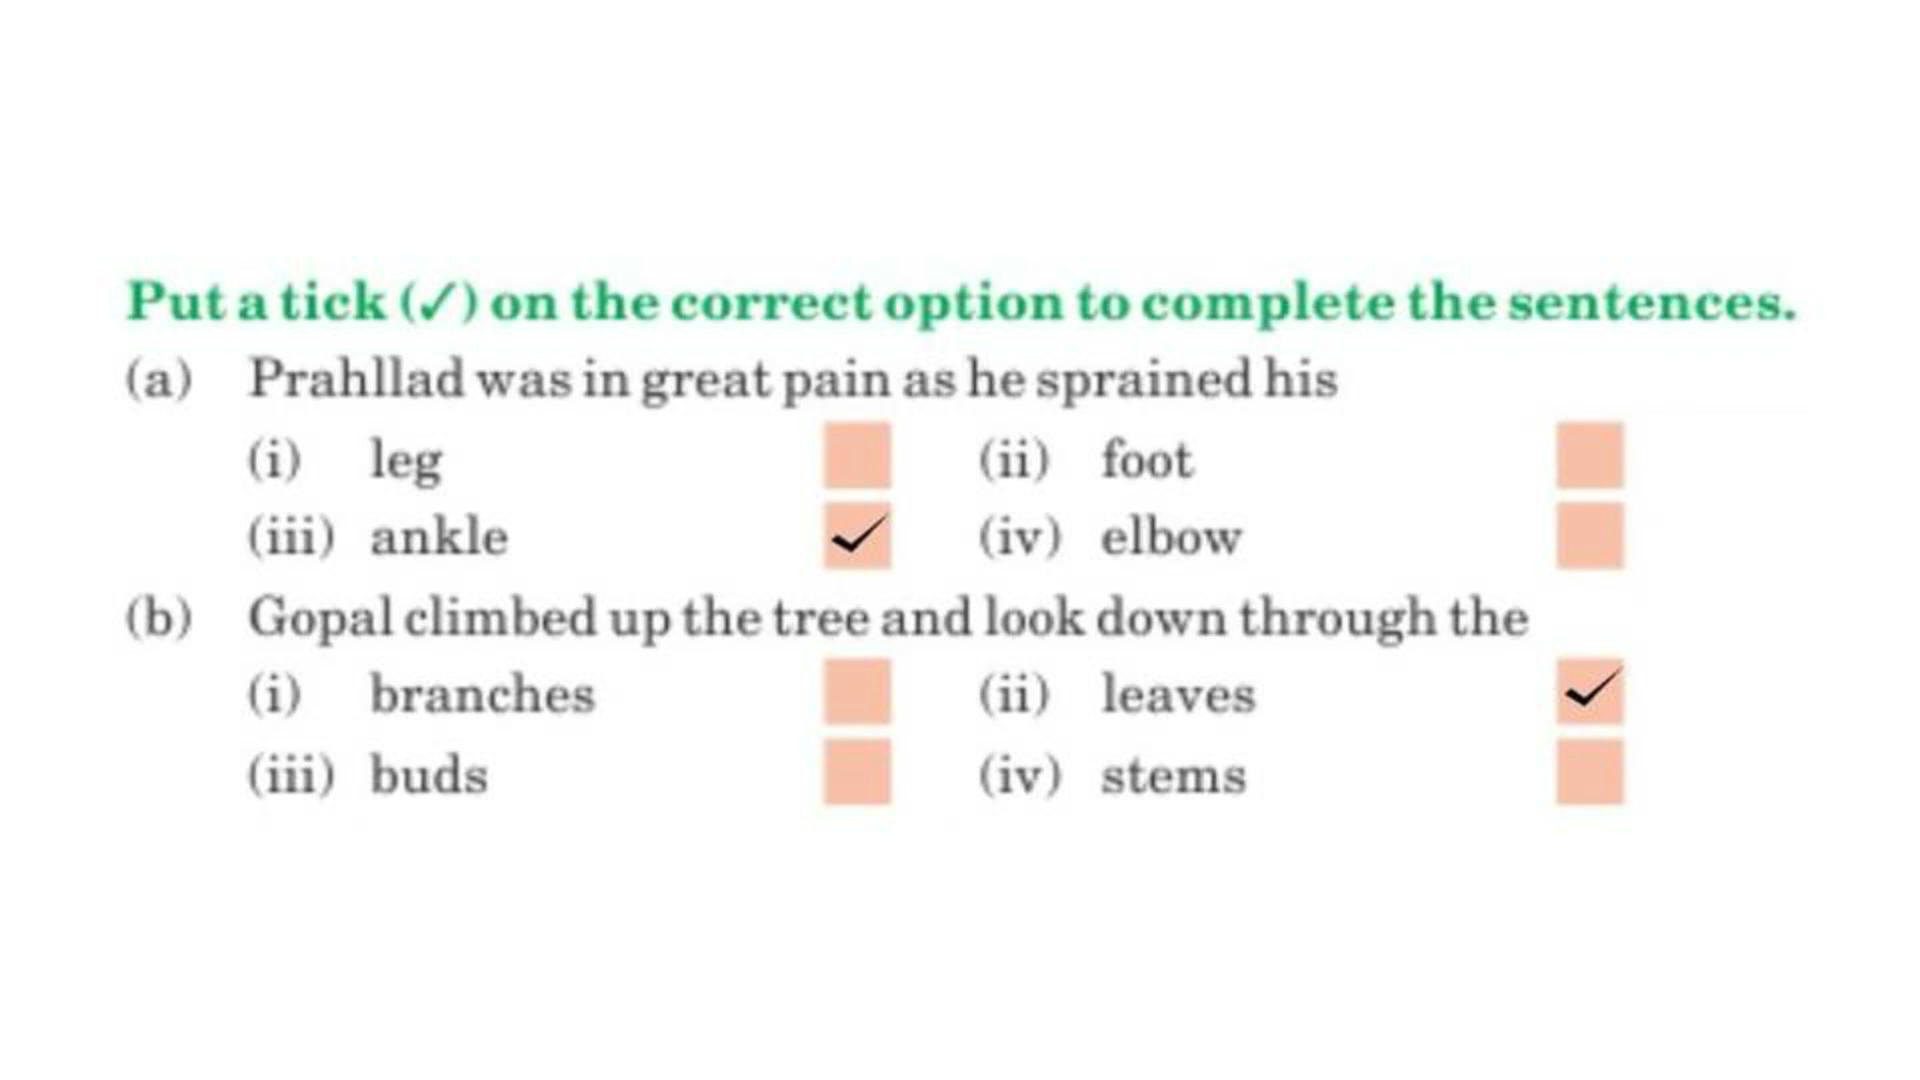 Put a tick (✓) on the correct option to complete the sentences.
(a) Prahllad was in great pain as he sprained his
(i) leg (ii) foot
(iii) ankle ✓ (iv) elbow
(b) Gopal climbed up the tree and look down through the
(i) branches (ii) leaves ✓
(iii) buds (iv) stems